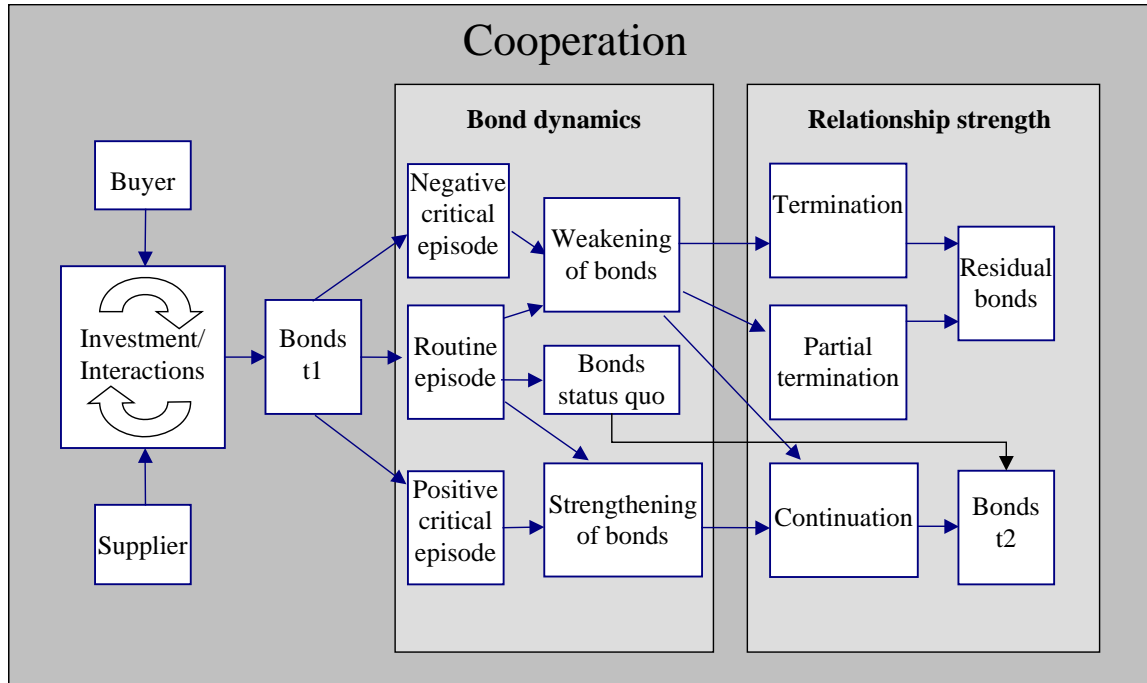 Cooperation
Buyer
Investment/
Interactions
Supplier
Bonds
t1
Bond dynamics
Negative
critical
episode
Routine
episode
Positive
critical
episode
Weakening
of bonds
Bonds
status quo
Strengthening
of bonds
Relationship strength
Termination
Partial
termination
Continuation
Residual
bonds
Bonds
t2